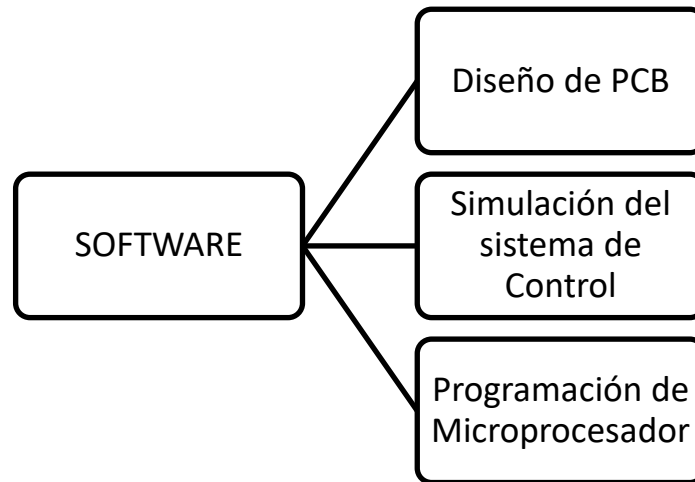 Diseño de PCB
SOFTWARE
Simulación del
sistema de
Control
Programación de
Microprocesador